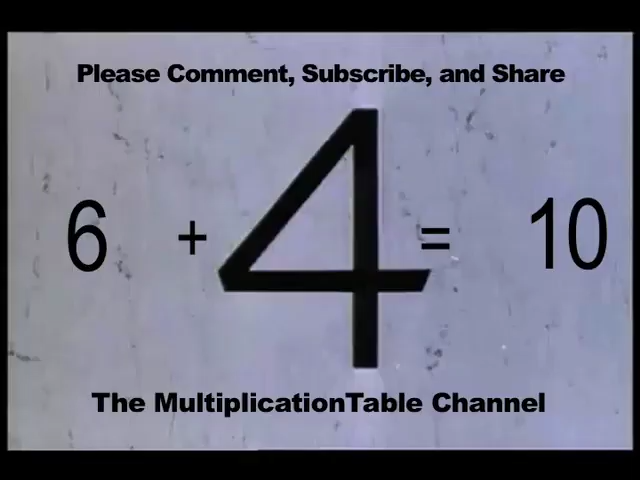 Please Comment, Subscribe, and Share
6 + 4 = 10
The MultiplicationTable Channel